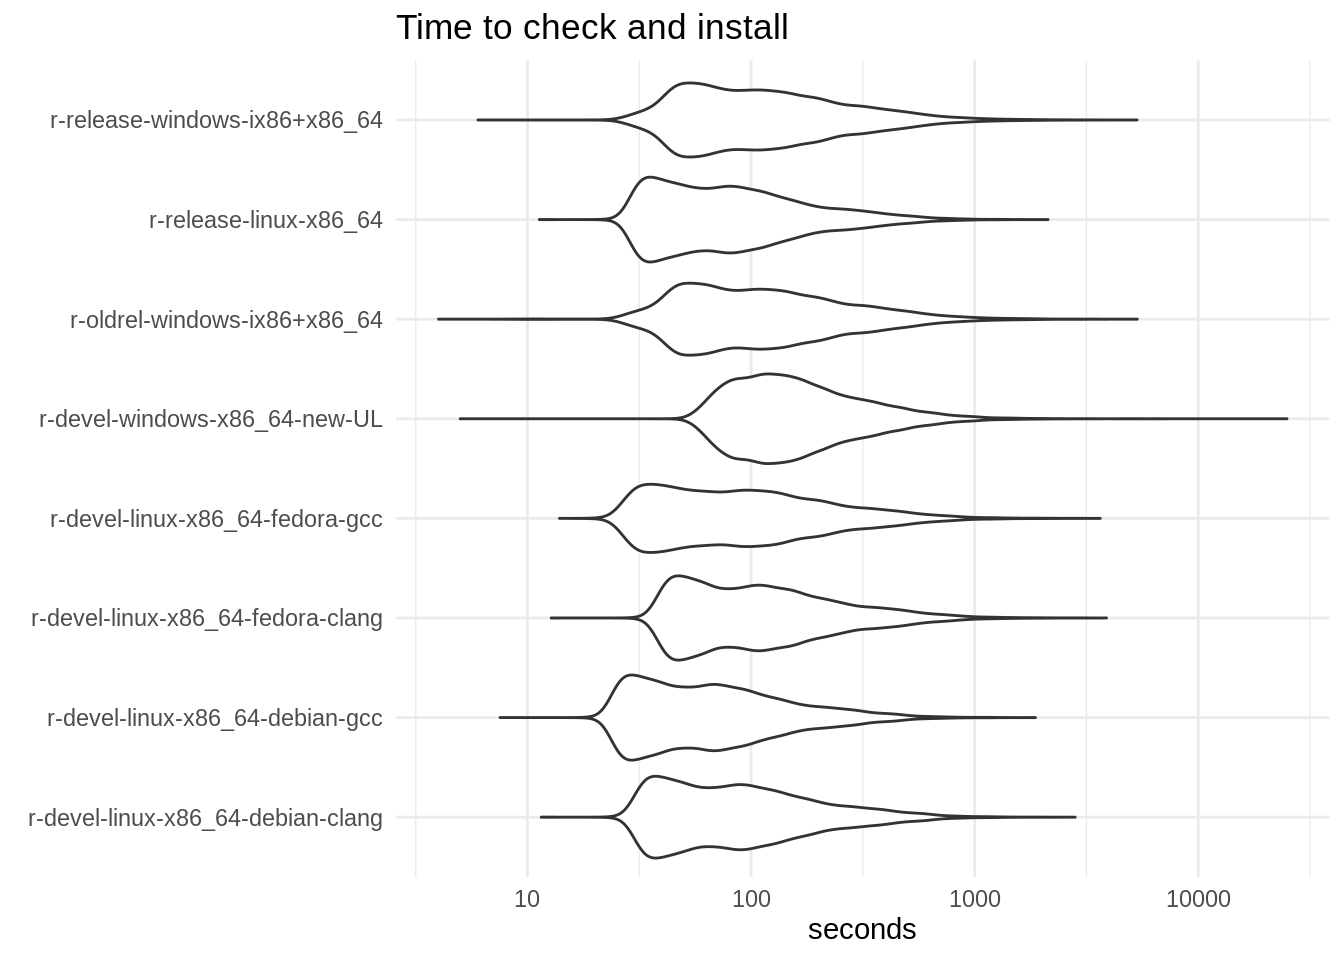 Time to check and install
r-release-windows-ix86+x86_64
r-release-linux-x86_64
r-oldrel-windows-ix86+x86_64
r-devel-windows-x86_64-new-UL
r-devel-linux-x86_64-fedora-gcc
r-devel-linux-x86_64-fedora-clang
r-devel-linux-x86_64-debian-gcc
r-devel-linux-x86_64-debian-clang
10 100 1000 10000
seconds